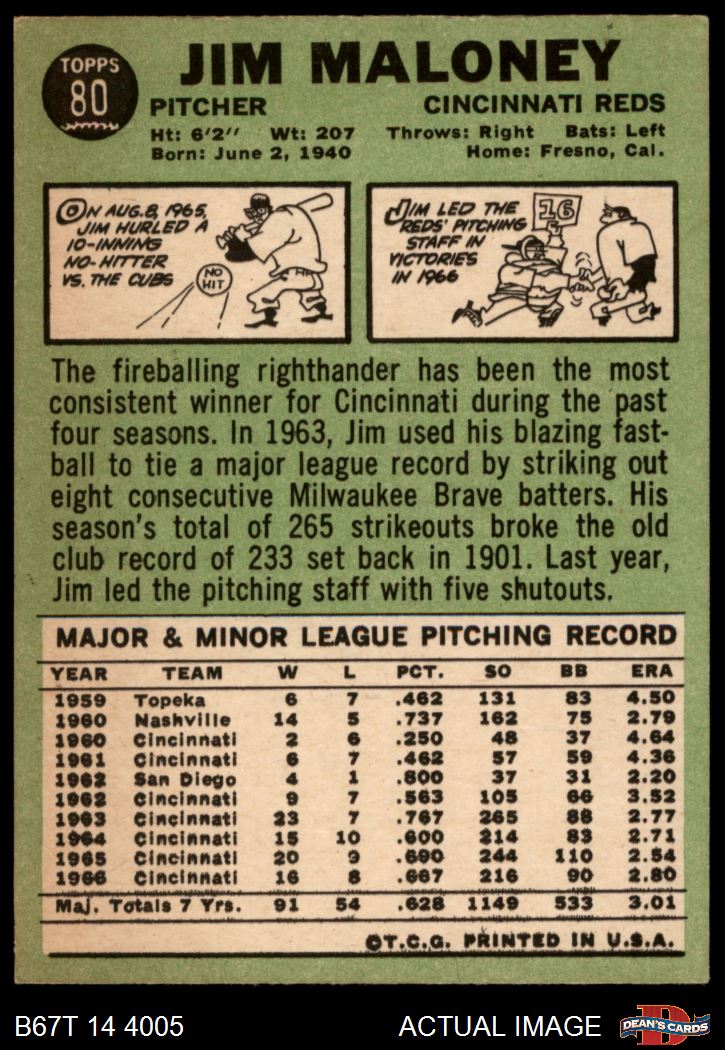 TOPPS
80
JIM MALONEY
PITCHER CINCINNATI REDS
Ht: 6'2'' Wt: 207 Throws: Right Bats: Left
Born: June 2, 1940 Home: Fresno, Cal.
ON AUG. 8, 1965,
JIM HURLED A
10-INNING
NO-HITTER
VS. THE CUBS
NO
HIT
JIM LED THE
REDS' PITCHING
STAFF IN
VICTORIES
IN 1966
16
The fireballing righthander has been the most
consistent winner for Cincinnati during the past
four seasons. In 1963, Jim used his blazing fast-
ball to tie a major league record by striking out
eight consecutive Milwaukee Brave batters. His
season's total of 265 strikeouts broke the old
club record of 233 set back in 1901. Last year,
Jim led the pitching staff with five shutouts.
MAJOR & MINOR LEAGUE PITCHING RECORD
YEAR TEAM W L PCT. SO BB ERA
1959 Topeka 6 7 .462 131 83 4.50
1960 Nashville 14 5 .737 162 75 2.79
1960 Cincinnati 2 6 .250 48 37 4.64
1961 Cincinnati 6 7 .462 57 59 4.36
1962 San Diego 4 1 .800 37 31 2.20
1962 Cincinnati 9 7 .563 105 66 3.52
1963 Cincinnati 23 7 .767 265 88 2.77
1964 Cincinnati 15 10 .600 214 83 2.71
1965 Cincinnati 20 9 .690 244 110 2.54
1966 Cincinnati 16 8 .667 216 90 2.80
Maj. Totals 7 Yrs. 91 54 .628 1149 533 3.01
©T.C.G. PRINTED IN U.S.A.
B67T 14 4005 ACTUAL IMAGE
D
DEAN'S CARDS